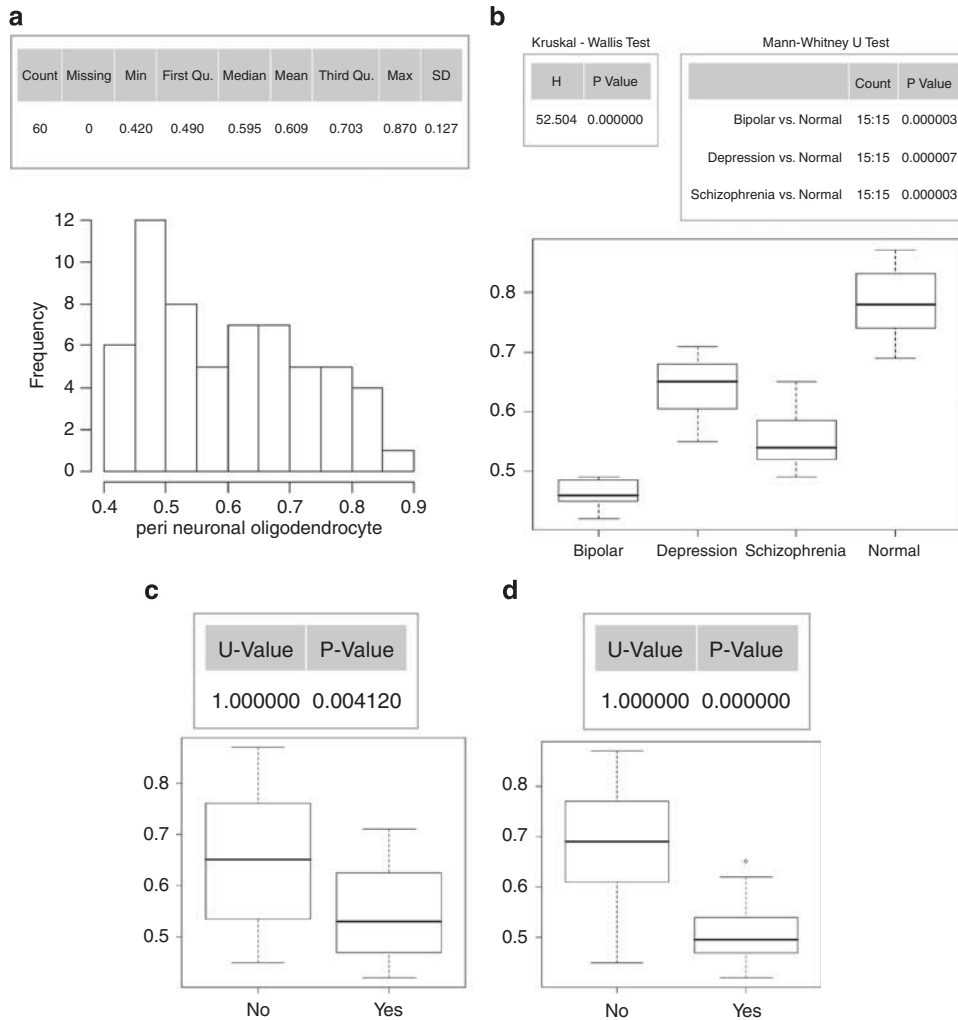 a
Count Missing Min First Qu. Median Mean Third Qu. Max SD
60 0 0.420 0.490 0.595 0.609 0.703 0.870 0.127
12
10
8
6
4
2
0
Frequency
0.4 0.5 0.6 0.7 0.8 0.9
peri neuronal oligodendrocyte
b
Kruskal - Wallis Test
H P Value
52.504 0.000000
Mann-Whitney U Test
Count P Value
Bipolar vs. Normal 15:15 0.000003
Depression vs. Normal 15:15 0.000007
Schizophrenia vs. Normal 15:15 0.000003
0.8
0.7
0.6
0.5
Bipolar Depression Schizophrenia Normal
c
U-Value P-Value
1.000000 0.004120
0.8
0.7
0.6
0.5
No Yes
d
U-Value P-Value
1.000000 0.000000
0.8
0.7
0.6
0.5
No Yes